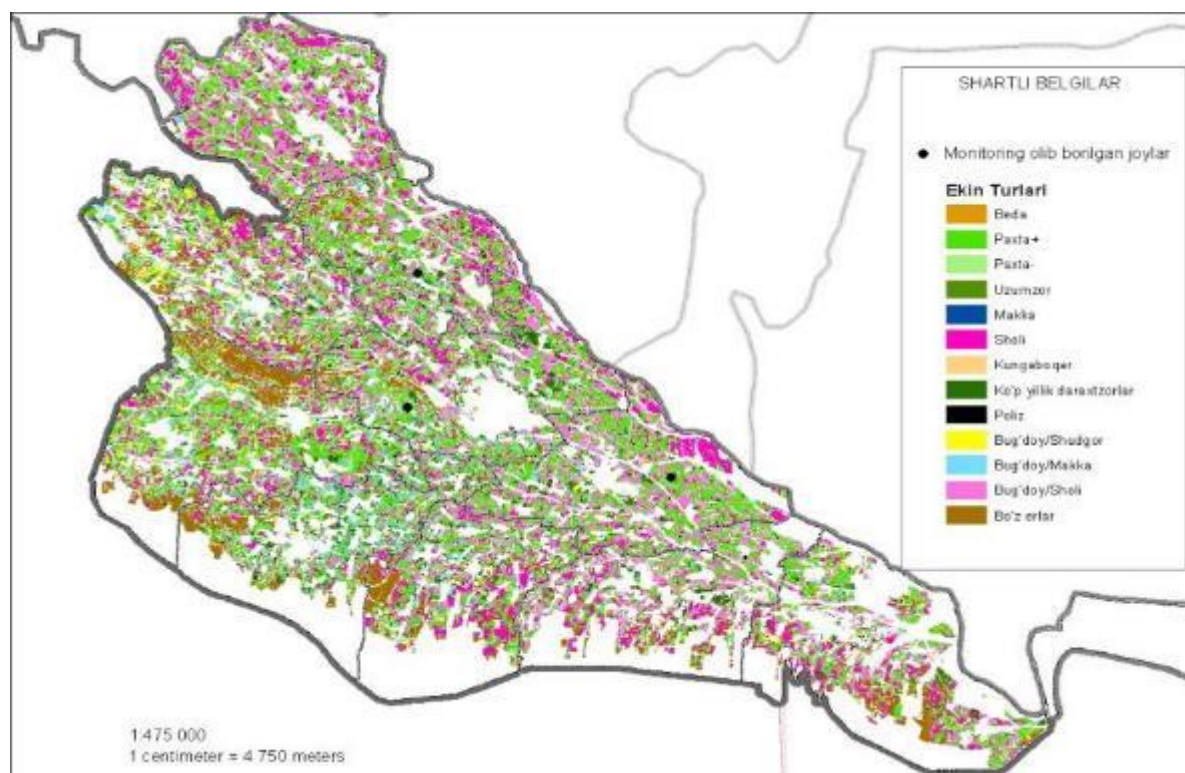 SHARTLI BELGILAR
Monitoring olib borilgan joylar
Ekin Turlari
Beda
Paxta+
Paxta-
Uzumzor
Makka
Sholi
Kungaboqar
Ko'p yillik daraxtzorlar
Poliz
Bug'doy/Shudgor
Bug'doy/Makka
Bug'doy/Sholi
Bo'z erlar
1:475 000
1 centimeter = 4 750 meters